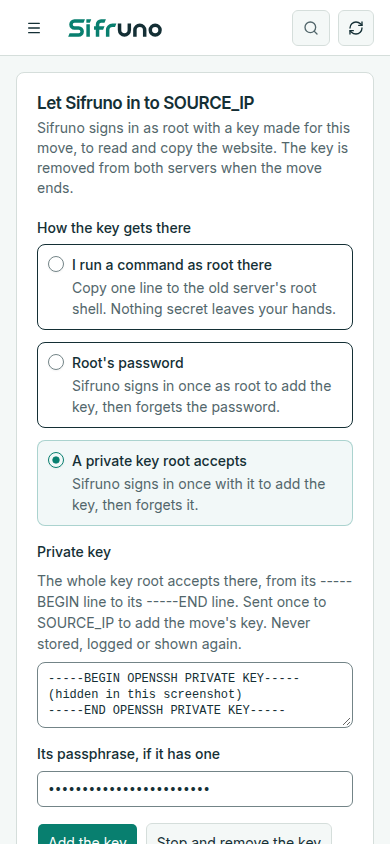 Sifruno
Let Sifruno in to SOURCE_IP
Sifruno signs in as root with a key made for this
move, to read and copy the website. The key is
removed from both servers when the move
ends.
How the key gets there
I run a command as root there
Copy one line to the old server's root
shell. Nothing secret leaves your hands.
Root's password
Sifruno signs in once as root to add the
key, then forgets the password.
A private key root accepts
Sifruno signs in once with it to add the
key, then forgets it.
Private key
The whole key root accepts there, from its -----
BEGIN line to its -----END line. Sent once to
SOURCE_IP to add the move's key. Never
stored, logged or shown again.
-----BEGIN OPENSSH PRIVATE KEY-----
(hidden in this screenshot)
-----END OPENSSH PRIVATE KEY-----
Its passphrase, if it has one
••••••••••••••••••••••••
Add the key
Stop and remove the key